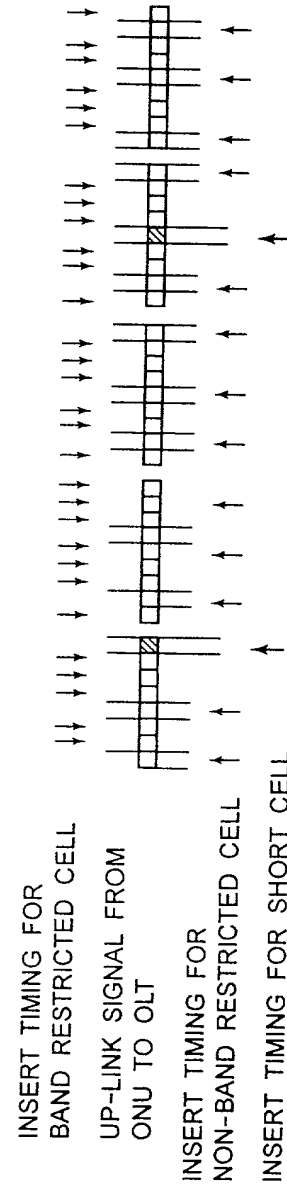 INSERT TIMING FOR
BAND RESTRICTED CELL
UP-LINK SIGNAL FROM
ONU TO OLT
INSERT TIMING FOR
NON-BAND RESTRICTED CELL
INSERT TIMING FOR SHORT CELL